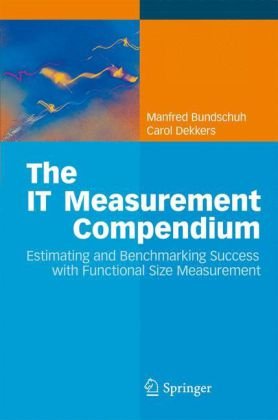 Manfred Bundschuh
Carol Dekkers
The
IT Measurement
Compendium
Estimating and Benchmarking Success
with Functional Size Measurement
Springer